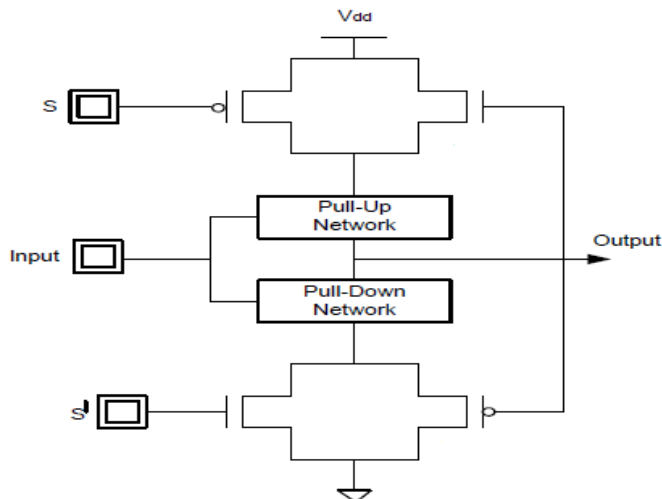 Vdd
S
Pull-Up
Network
Input
Output
Pull-Down
Network
S'